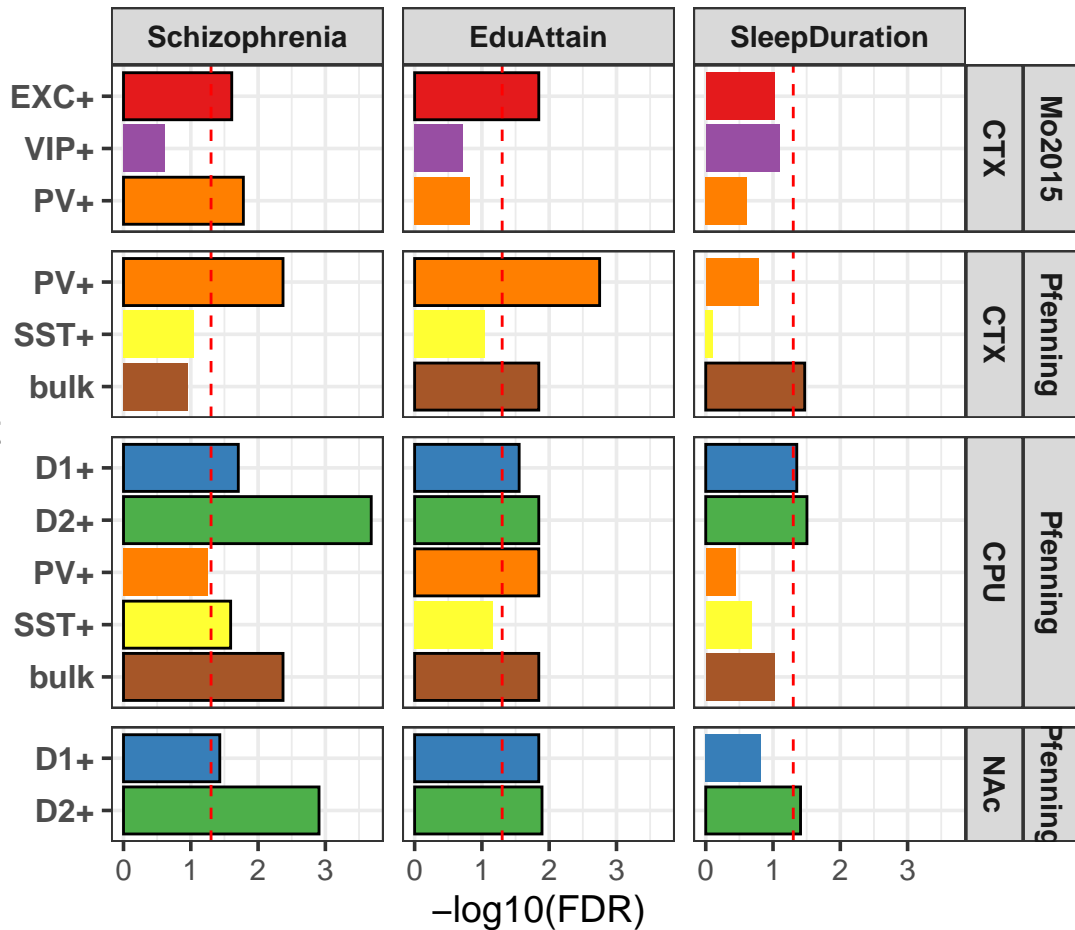 Schizophrenia EduAttain SleepDuration
EXC+
VIP+
PV+
CTX
Mo2015
PV+
SST+
bulk
CTX
Pfenning
D1+
D2+
PV+
SST+
bulk
CPU
Pfenning
D1+
D2+
NAc
Pfenning
0 1 2 3 0 1 2 3 0 1 2 3
−log10(FDR)